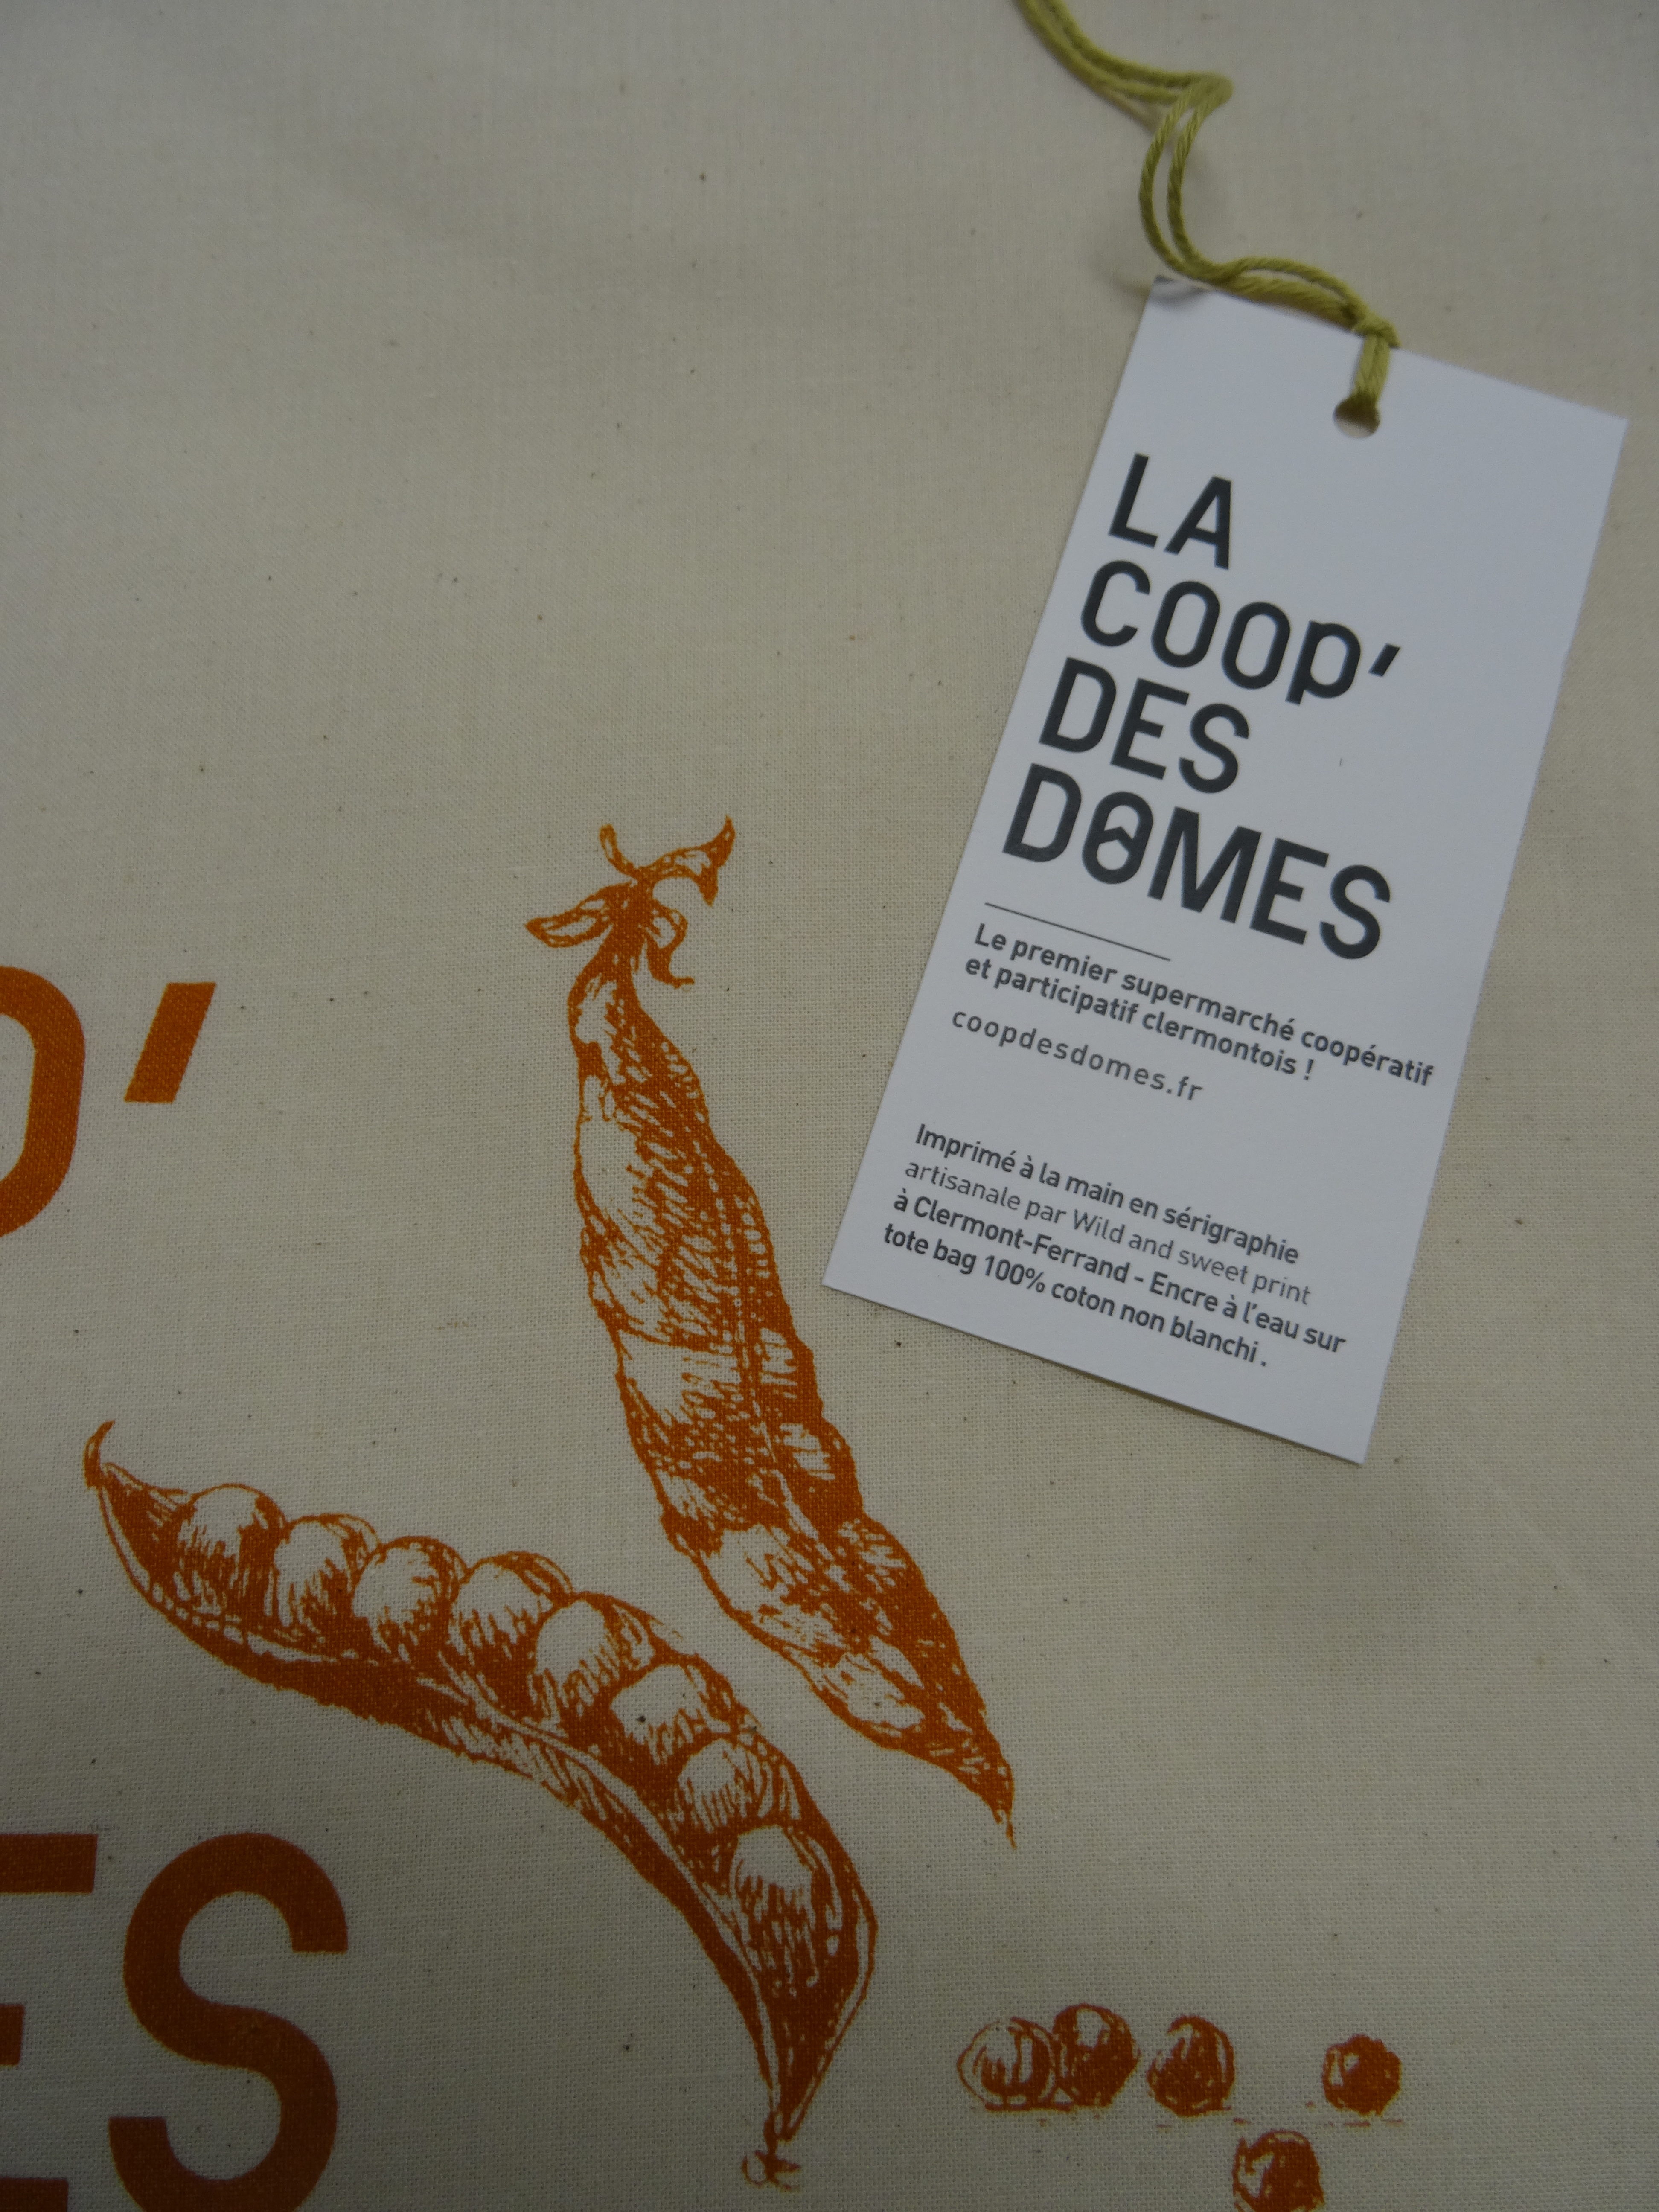 LA
COOP'
DES
DOMES
Le premier supermarché coopératif
et participatif clermontois !
coopdesdomes.fr
Imprimé à la main en sérigraphie
artisanale par Wild and sweet print
à Clermont-Ferrand - Encre à l'eau sur
tote bag 100% coton non blanchi .
P'
ES